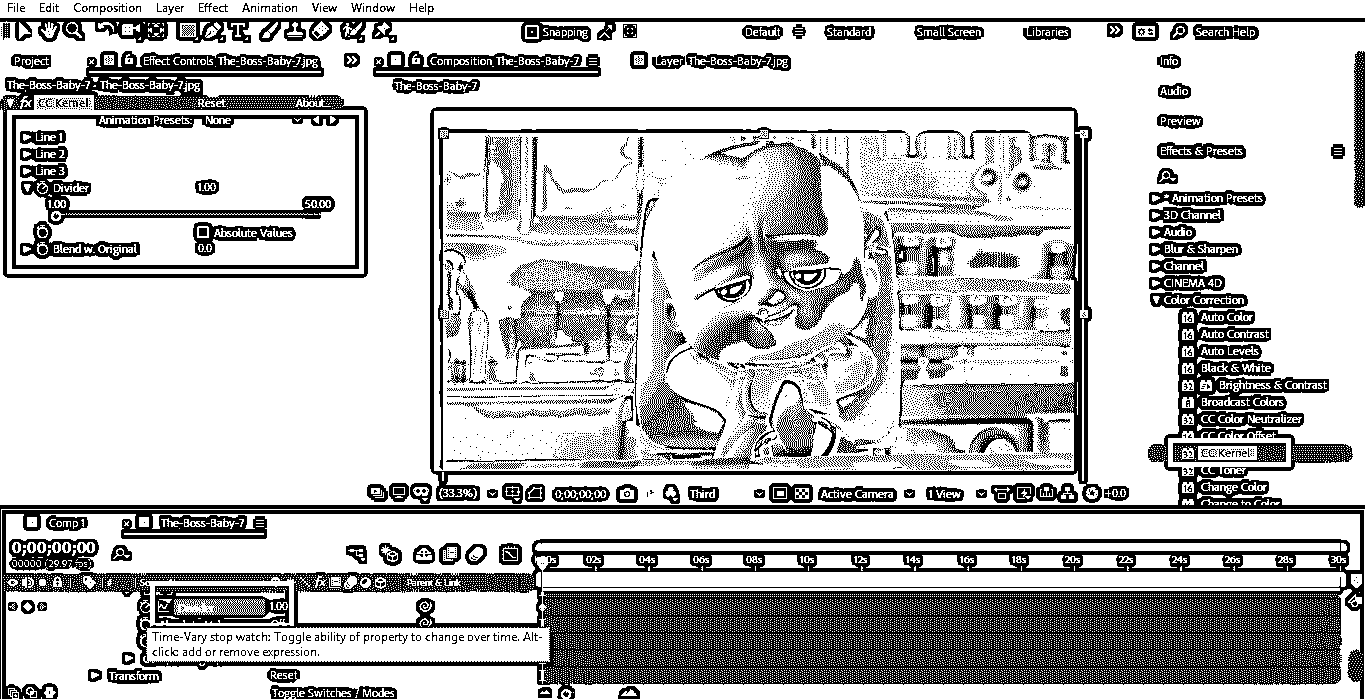 File Edit Composition Layer Effect Animation View Window Help
Snapping Default Standard Small Screen Libraries Search Help
Project Effect Controls The-Boss-Baby-7.jpg Composition The-Boss-Baby-7 Layer The-Boss-Baby-7.jpg
The-Boss-Baby-7 - The-Boss-Baby-7.jpg
The-Boss-Baby-7
fx CC Kernel Reset About...
Animation Presets: None
Line 1
Line 2
Line 3
Divider 1.00
1.00 50.00
Absolute Values
Blend w. Original 0.0
Info
Audio
Preview
Effects & Presets
* Animation Presets
3D Channel
Audio
Blur & Sharpen
Channel
CINEMA 4D
Color Correction
Auto Color
Auto Contrast
Auto Levels
Black & White
Brightness & Contrast
Broadcast Colors
CC Color Neutralizer
CC Color Offset
CC Kernel
CC Toner
Change Color
Change to Color
(33.3%) 0;00;00;00 Third Active Camera 1 View +0.0
Comp 1 The-Boss-Baby-7
0;00;00;00
00000 (29.97 fps)
0s 02s 04s 06s 08s 10s 12s 14s 16s 18s 20s 22s 24s 26s 28s 30s
Parent & Link
1.00
Time-Vary stop watch: Toggle ability of property to change over time. Alt-
click: add or remove expression.
Transform Reset
Toggle Switches / Modes